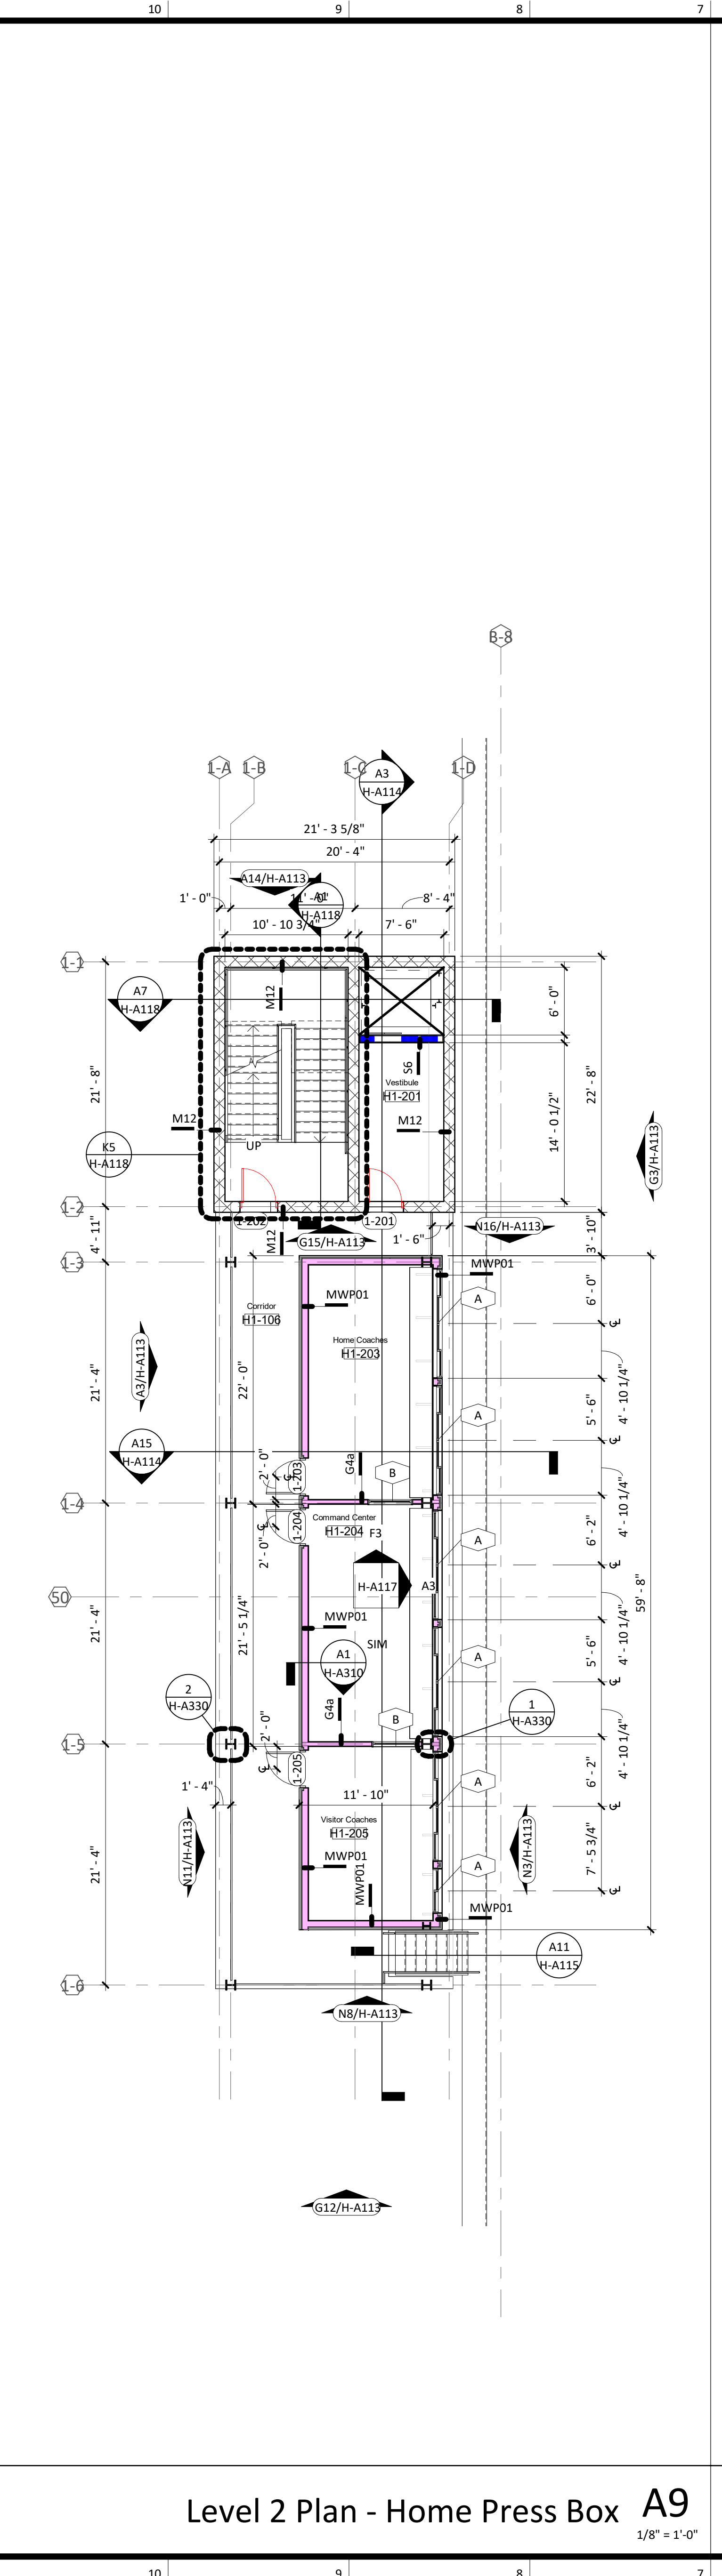 10
9
8
7
B-8
1-A
1-B
1-C
1-D
A3
H-A114
21' - 3 5/8"
20' - 4"
A14/H-A113
1' - 0"
11' - 0"
A1
H-A118
8' - 4"
10' - 10 3/4"
7' - 6"
1-1
A7
H-A118
M12
6' - 0"
21' - 8"
22' - 8"
S6
Vestibule
H1-201
14' - 0 1/2"
M12
M12
UP
K5
H-A118
G3/H-A113
1-2
1-202
1-201
4' - 11"
M12
G15/H-A113
1' - 6"
N16/H-A113
3' - 10"
1-3
MWP01
6' - 0"
MWP01
A
Corridor
H1-106
Home Coaches
H1-203
A3/H-A113
21' - 4"
22' - 0"
4' - 10 1/4"
5' - 6"
A
A15
H-A114
2' - 0"
1-203
G4a
B
1-4
1-204
Command Center
H1-204
F3
4' - 10 1/4"
6' - 2"
A
2' - 0"
H-A117
A3
50
59' - 8"
21' - 4"
21' - 5 1/4"
MWP01
SIM
4' - 10 1/4"
5' - 6"
A
A1
H-A310
2
H-A330
G4a
B
1
H-A330
2' - 0"
1-5
1-205
4' - 10 1/4"
6' - 2"
A
1' - 4"
11' - 10"
Visitor Coaches
H1-205
N11/H-A113
N3/H-A113
21' - 4"
MWP01
MWP01
A
7' - 5 3/4"
MWP01
A11
H-A115
1-6
N8/H-A113
G12/H-A113
Level 2 Plan - Home Press Box
A9
1/8" = 1'-0"
10
9
8
7